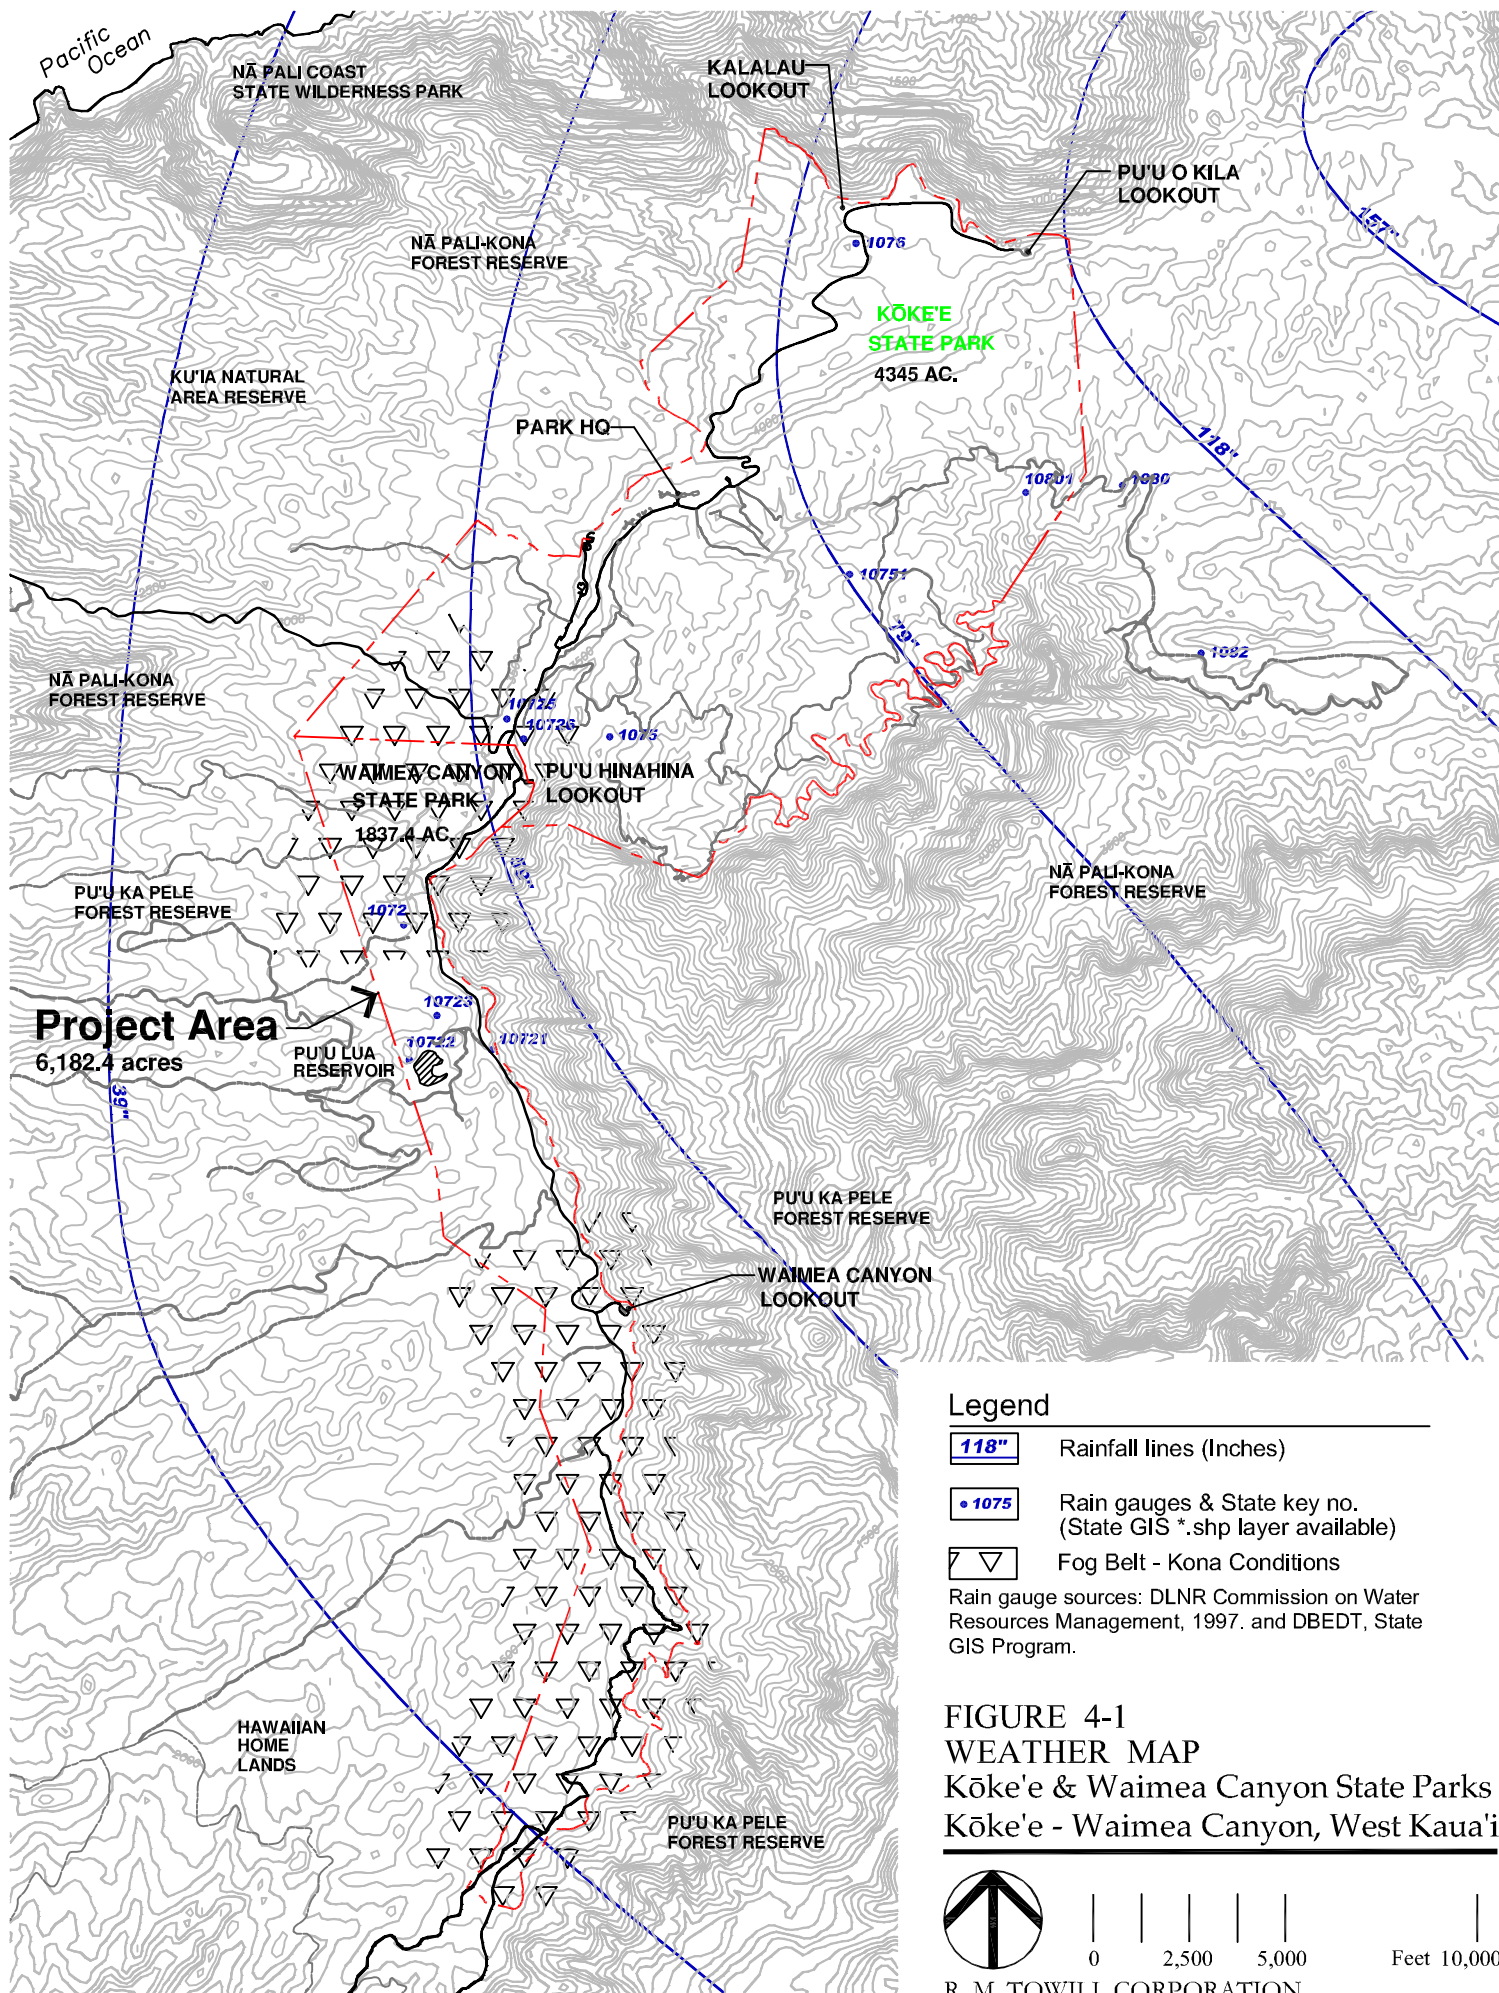 Pacific
Ocean
NĀ PALI COAST
STATE WILDERNESS PARK
KALALAU
LOOKOUT
PU'U O KILA
LOOKOUT
157"
NĀ PALI-KONA
FOREST RESERVE
1076
KŌKE'E
STATE PARK
4345 AC.
KU'IA NATURAL
AREA RESERVE
PARK HQ
118"
10801
1080
10751
79"
1082
NĀ PALI-KONA
FOREST RESERVE
10725
10726
1075
WAIMEA CANYON
STATE PARK
1837.4 AC.
PU'U HINAHINA
LOOKOUT
59"
NĀ PALI-KONA
FOREST RESERVE
PU'U KA PELE
FOREST RESERVE
1072
Project Area
6,182.4 acres
10723
10722
10721
PU'U LUA
RESERVOIR
39"
PU'U KA PELE
FOREST RESERVE
WAIMEA CANYON
LOOKOUT
HAWAIIAN
HOME
LANDS
PU'U KA PELE
FOREST RESERVE
Legend
118" Rainfall lines (Inches)
1075 Rain gauges & State key no.
(State GIS *.shp layer available)
Fog Belt - Kona Conditions
Rain gauge sources: DLNR Commission on Water
Resources Management, 1997. and DBEDT, State
GIS Program.
FIGURE 4-1
WEATHER MAP
Kōke'e & Waimea Canyon State Parks
Kōke'e - Waimea Canyon, West Kaua'i
0 2,500 5,000 Feet 10,000
R. M. TOWILL CORPORATION